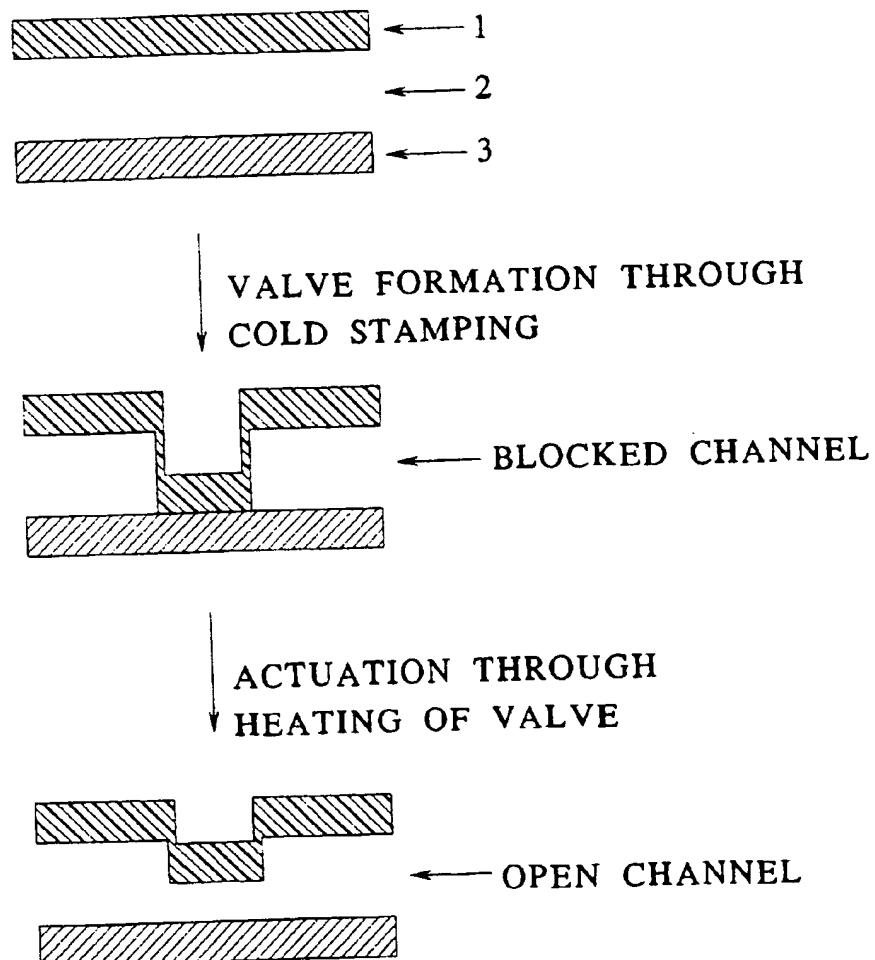 1
2
3
VALVE FORMATION THROUGH
COLD STAMPING
BLOCKED CHANNEL
ACTUATION THROUGH
HEATING OF VALVE
OPEN CHANNEL